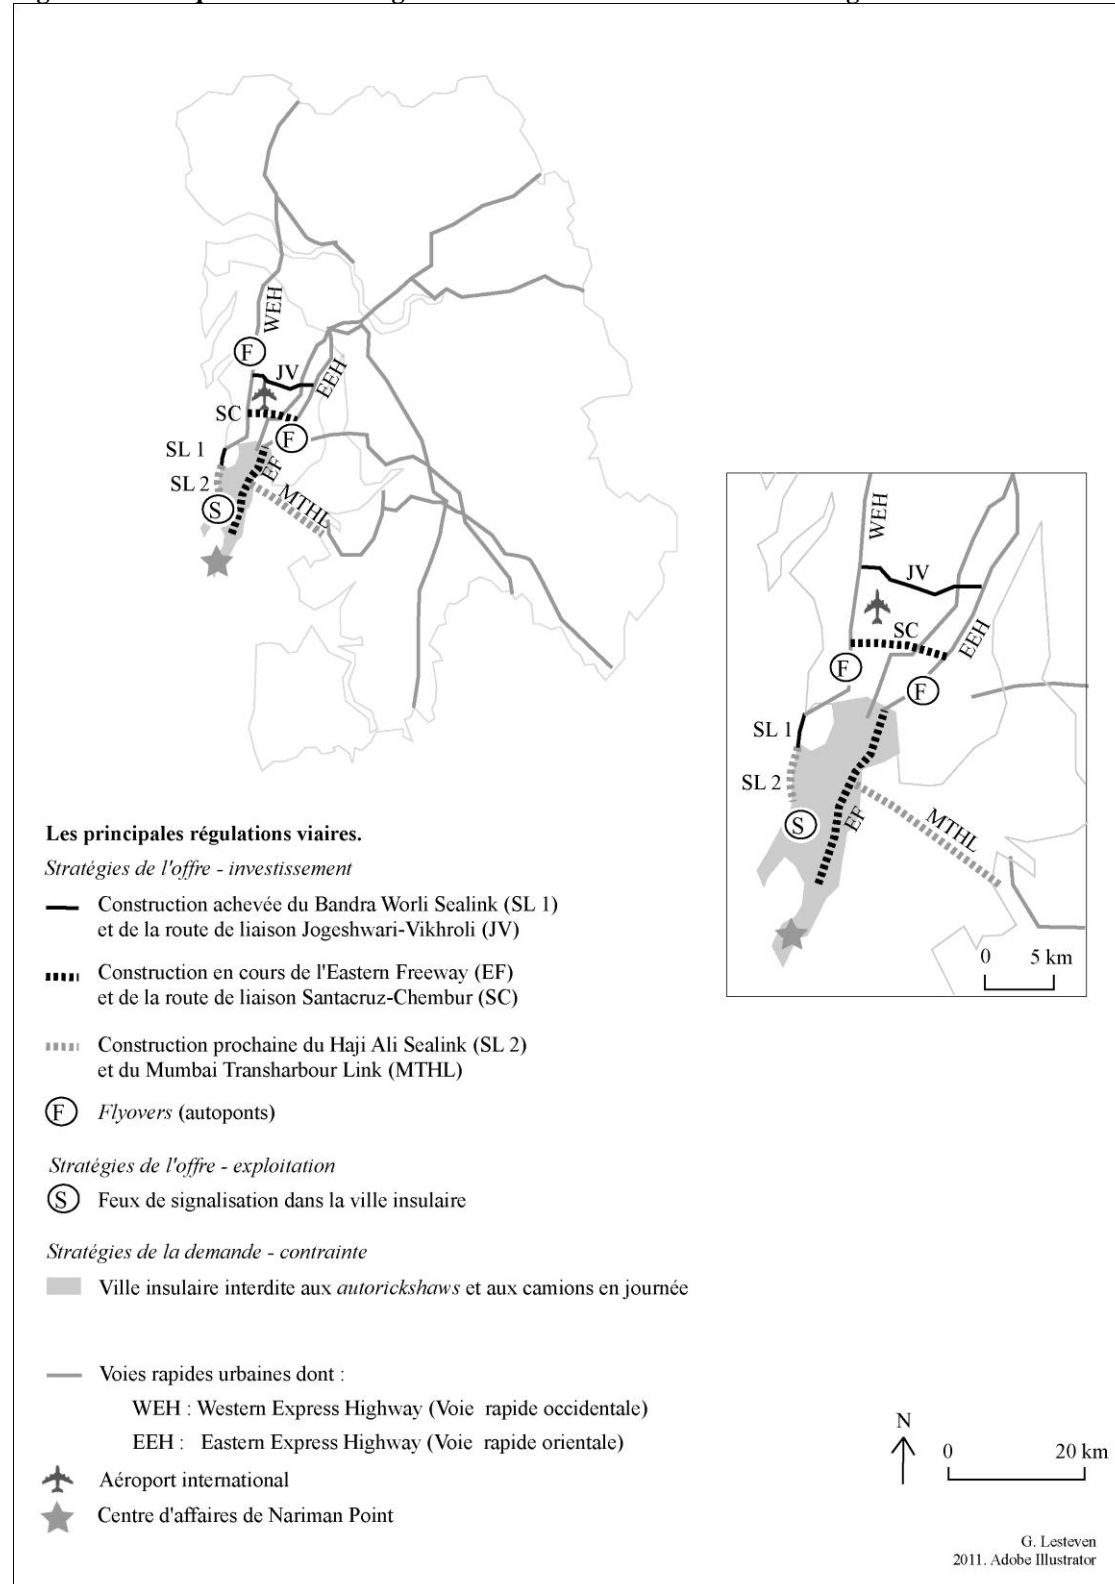 WEH
F
JV
EEH
SC
F
SL 1
EF
SL 2
MTHL
S
WEH
JV
SC
EEH
F
F
SL 1
SL 2
MTHL
EF
S
0 5 km
Les principales régulations viaires.
Stratégies de l'offre - investissement
Construction achevée du Bandra Worli Sealink (SL 1)
et de la route de liaison Jogeshwari-Vikhroli (JV)
Construction en cours de l'Eastern Freeway (EF)
et de la route de liaison Santacruz-Chembur (SC)
Construction prochaine du Haji Ali Sealink (SL 2)
et du Mumbai Transharbour Link (MTHL)
F Flyovers (autoponts)
Stratégies de l'offre - exploitation
S Feux de signalisation dans la ville insulaire
Stratégies de la demande - contrainte
Ville insulaire interdite aux autorickshaws et aux camions en journée
Voies rapides urbaines dont :
WEH : Western Express Highway (Voie rapide occidentale)
EEH : Eastern Express Highway (Voie rapide orientale)
Aéroport international
Centre d'affaires de Nariman Point
N
0 20 km
G. Lesteven
2011. Adobe Illustrator